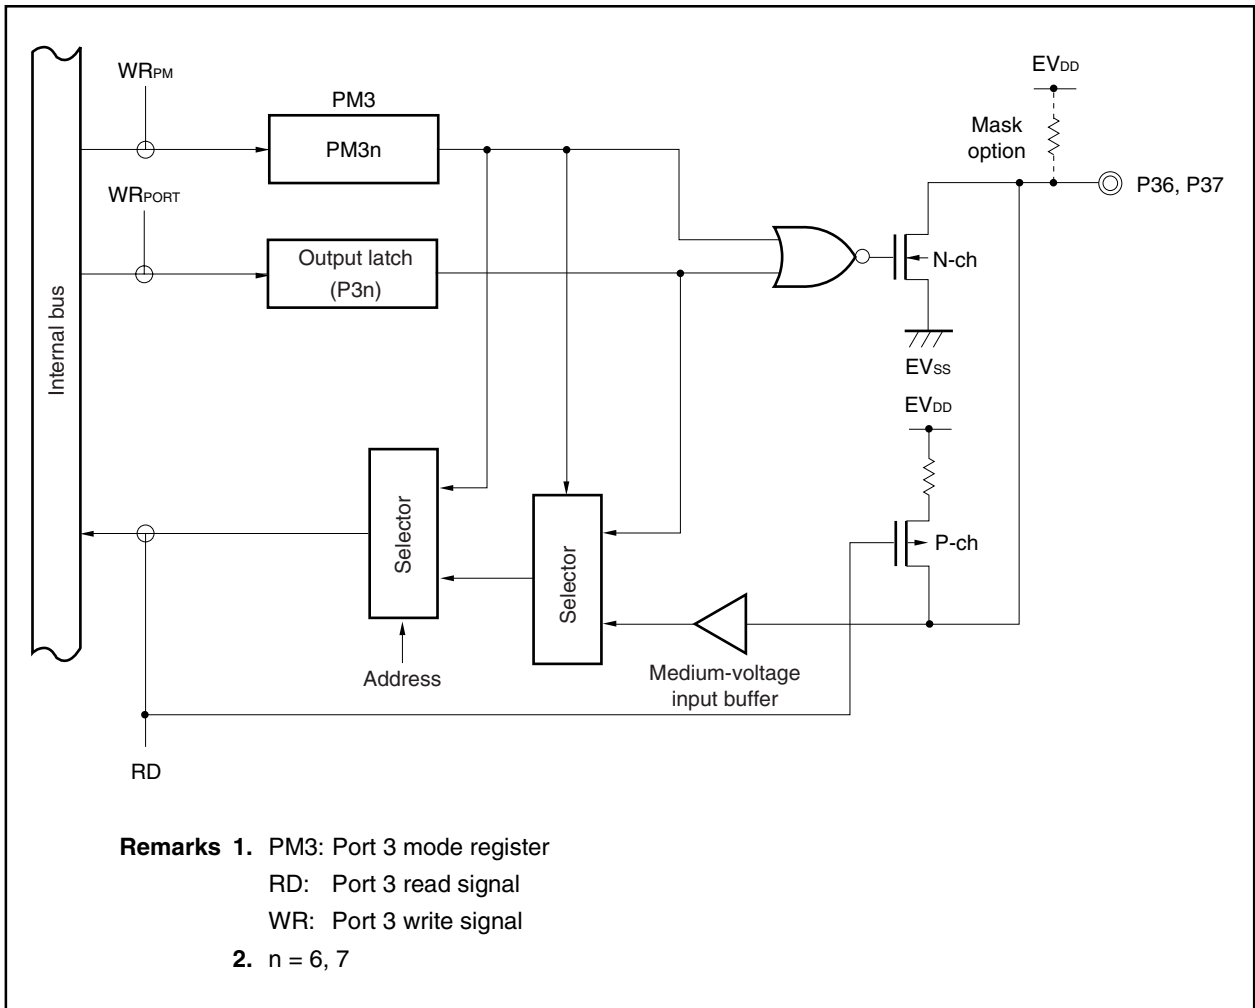 WRPM
PM3
PM3n
WRPORT
Output latch
(P3n)
Internal bus
EVDD
Mask
option
P36, P37
N-ch
EVSS
EVDD
P-ch
Selector
Selector
Address
Medium-voltage
input buffer
RD
Remarks 1. PM3: Port 3 mode register
RD: Port 3 read signal
WR: Port 3 write signal
2. n = 6, 7